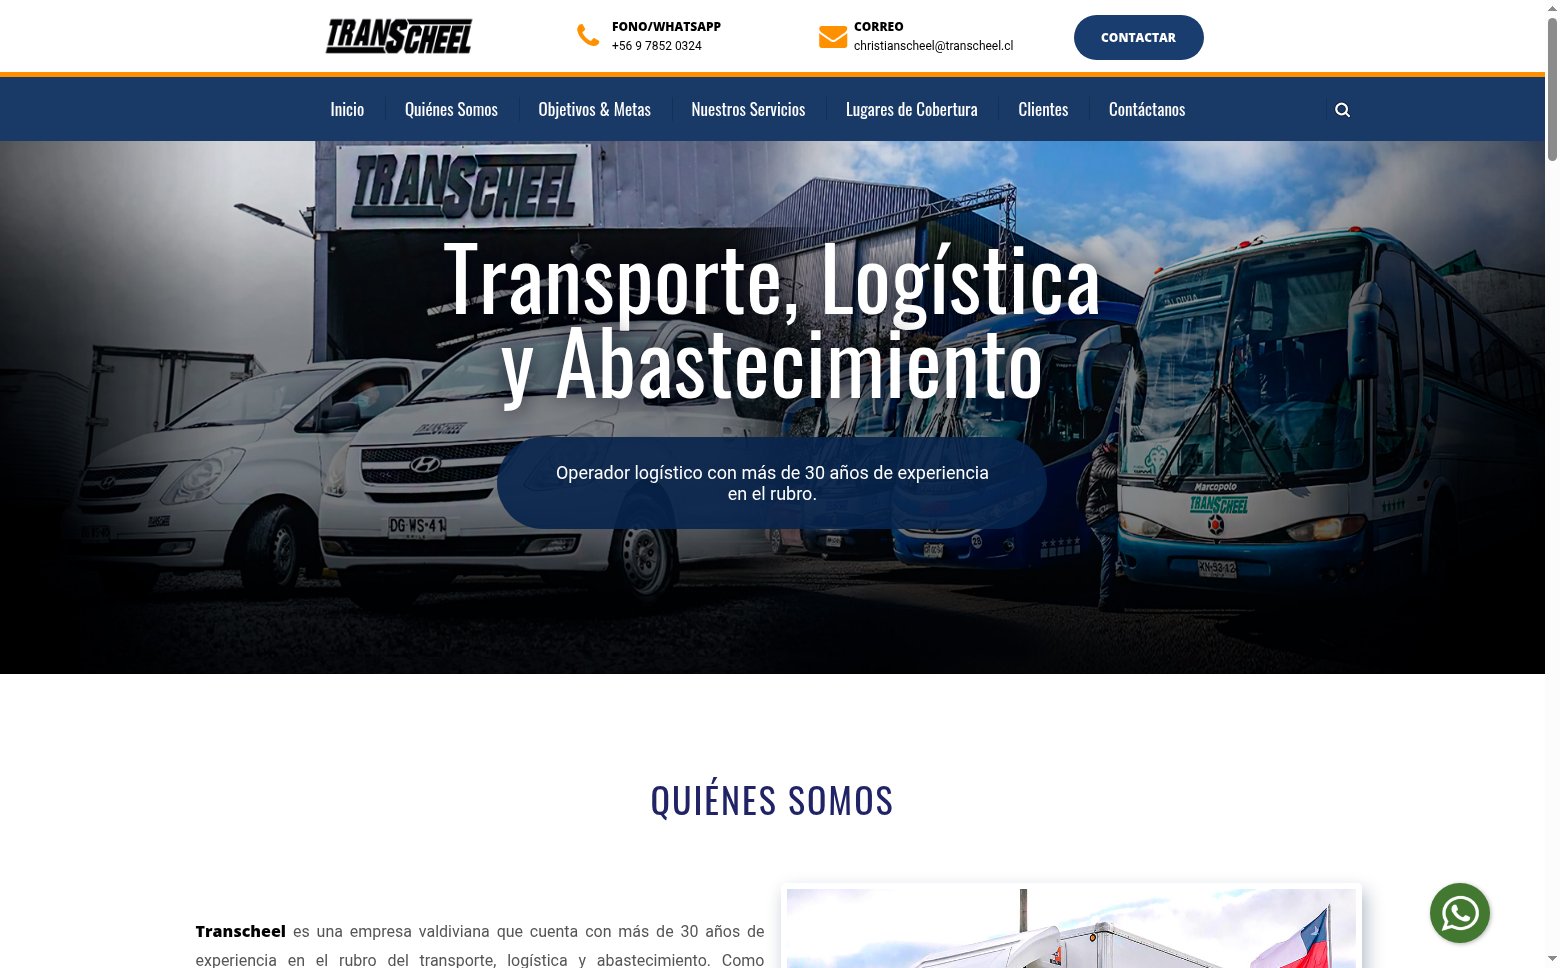 TRANSCHEEL
FONO/WHATSAPP
+56 9 7852 0324
CORREO
christianscheel@transcheel.cl
CONTACTAR
Inicio
Quiénes Somos
Objetivos & Metas
Nuestros Servicios
Lugares de Cobertura
Clientes
Contáctanos
TRANSCHEEL
Transporte, Logística
y Abastecimiento
Operador logístico con más de 30 años de experiencia
en el rubro.
DG WS-41
Marcopolo
TRANSCHEEL
QUIÉNES SOMOS
Transcheel es una empresa valdiviana que cuenta con más de 30 años de
experiencia en el rubro del transporte, logística y abastecimiento. Como